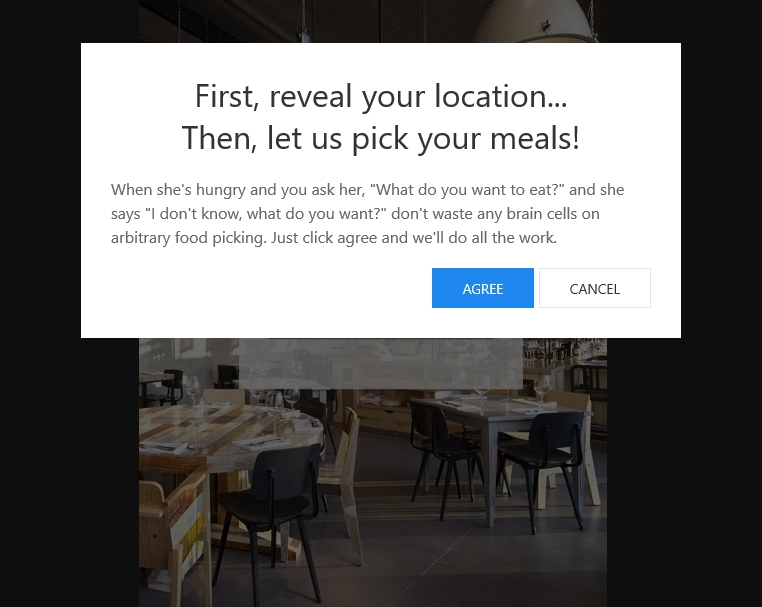 First, reveal your location...
Then, let us pick your meals!
When she's hungry and you ask her, "What do you want to eat?" and she
says "I don't know, what do you want?" don't waste any brain cells on
arbitrary food picking. Just click agree and we'll do all the work.
AGREE CANCEL